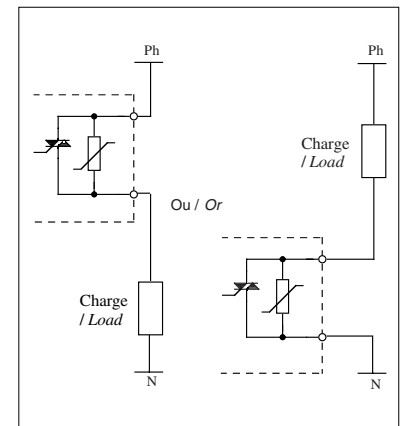 Ph
Charge
/ Load
N
Ou / Or
Ph
Charge
/ Load
N